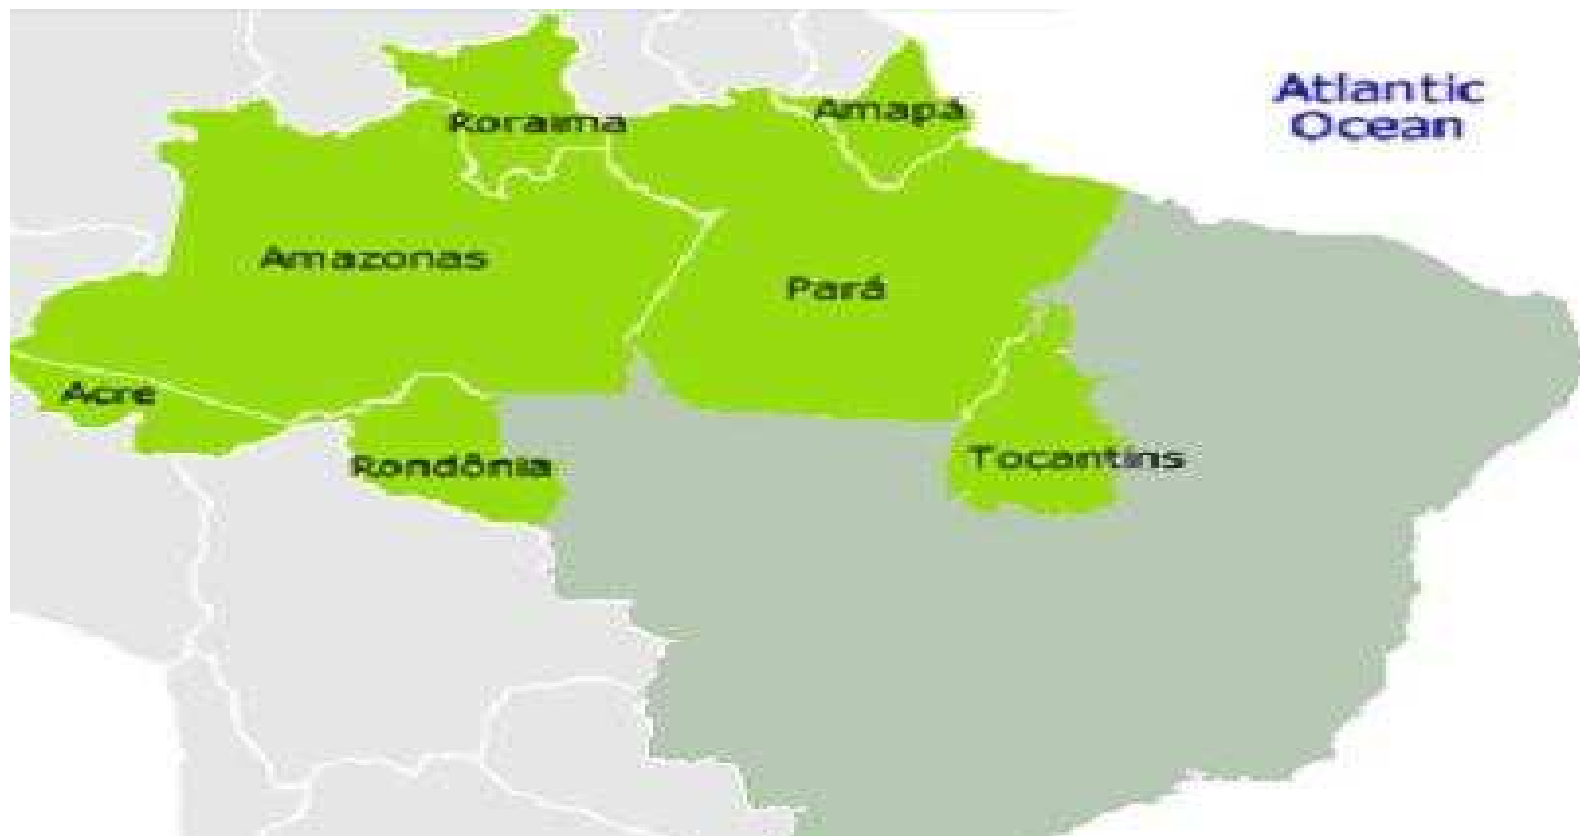 Atlantic
Ocean
Amapá
Roraima
Amazonas
Pará
Acre
Rondônia
Tocantins